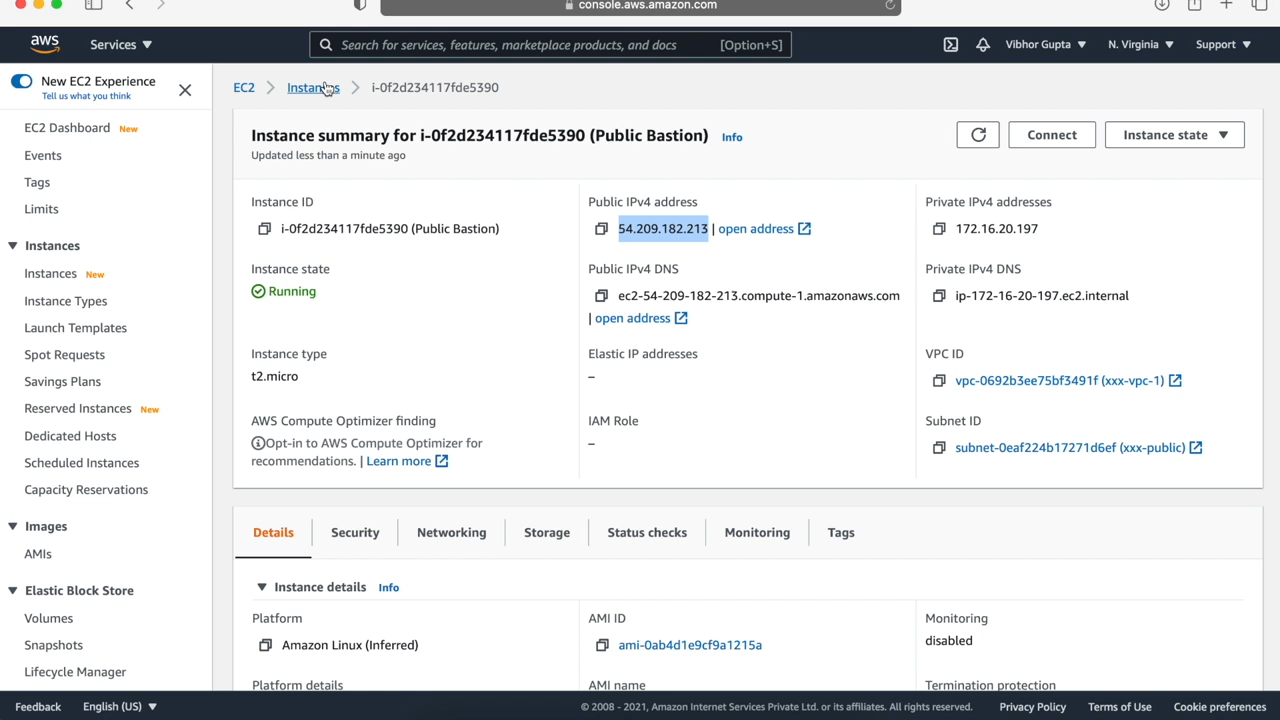 console.aws.amazon.com
aws Services Search for services, features, marketplace products, and docs [Option+S] Vibhor Gupta N. Virginia Support
New EC2 Experience
Tell us what you think
EC2 Dashboard New
Events
Tags
Limits
Instances
Instances New
Instance Types
Launch Templates
Spot Requests
Savings Plans
Reserved Instances New
Dedicated Hosts
Scheduled Instances
Capacity Reservations
Images
AMIs
Elastic Block Store
Volumes
Snapshots
Lifecycle Manager
EC2 Instances i-0f2d234117fde5390
Instance summary for i-0f2d234117fde5390 (Public Bastion) Info
Updated less than a minute ago
Connect Instance state
Instance ID
i-0f2d234117fde5390 (Public Bastion)
Public IPv4 address
54.209.182.213 | open address
Private IPv4 addresses
172.16.20.197
Instance state
Running
Public IPv4 DNS
ec2-54-209-182-213.compute-1.amazonaws.com
| open address
Private IPv4 DNS
ip-172-16-20-197.ec2.internal
Instance type
t2.micro
Elastic IP addresses
–
VPC ID
vpc-0692b3ee75bf3491f (xxx-vpc-1)
AWS Compute Optimizer finding
Opt-in to AWS Compute Optimizer for
recommendations. | Learn more
IAM Role
–
Subnet ID
subnet-0eaf224b17271d6ef (xxx-public)
Details Security Networking Storage Status checks Monitoring Tags
Instance details Info
Platform
Amazon Linux (Inferred)
AMI ID
ami-0ab4d1e9cf9a1215a
Monitoring
disabled
Platform details
AMI name
Termination protection
Feedback English (US) © 2008 - 2021, Amazon Internet Services Private Ltd. or its affiliates. All rights reserved. Privacy Policy Terms of Use Cookie preferences